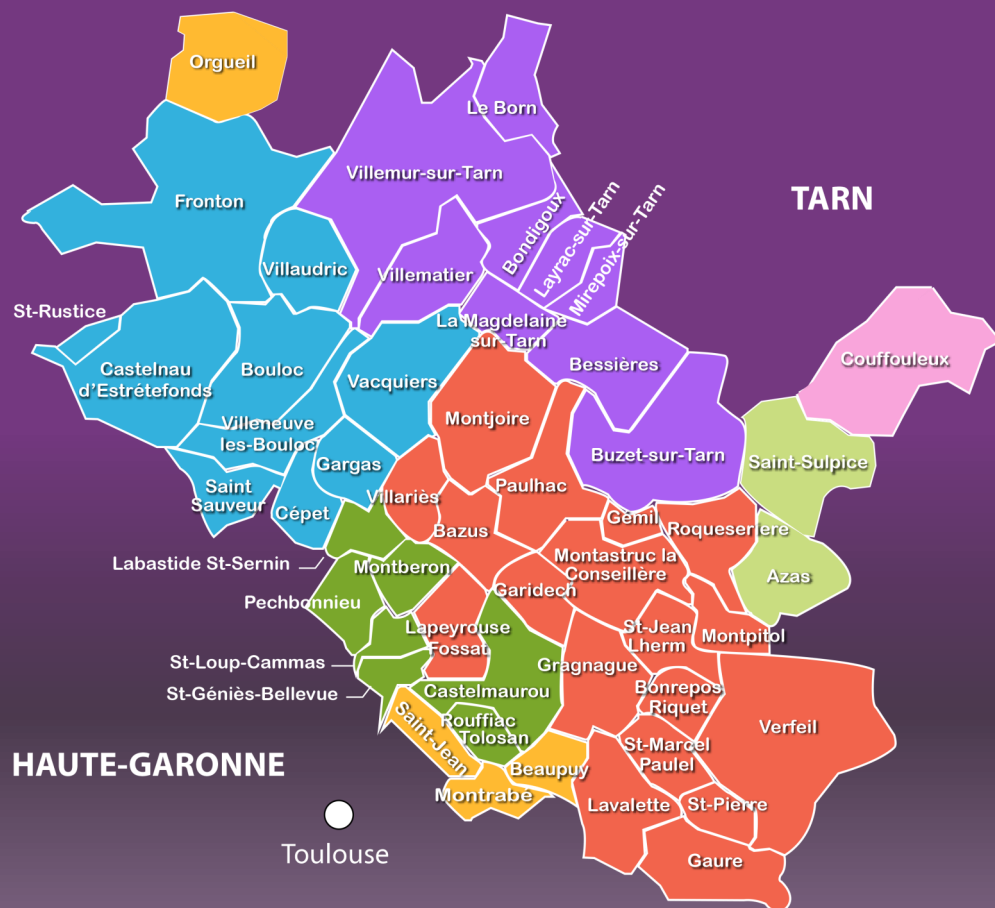 Orgueil
Le Born
Villemur-sur-Tarn
TARN
Fronton
Bondigoux
Layrac-sur-Tarn
Mirepoix-sur-Tarn
Villaudric
Villematier
St-Rustice
La Magdelaine
sur-Tarn
Couffouleux
Castelnau
d'Estrétefonds
Bouloc
Vacquiers
Bessières
Montjoire
Villeneuve
les-Bouloc
Buzet-sur-Tarn
Saint-Sulpice
Gargas
Saint
Sauveur
Villariès
Paulhac
Cépet
Bazus
Gémil
Roqueseriere
Labastide St-Sernin
Montberon
Montastruc la
Conseillère
Azas
Garidech
Pechbonnieu
Lapeyrouse
Fossat
St-Jean
Lherm
Montpitol
St-Loup-Cammas
Gragnague
St-Géniès-Bellevue
Castelmaurou
Bonrepos
Riquet
Saint-Jean
Rouffiac
Tolosan
Verfeil
St-Marcel
Paulel
HAUTE-GARONNE
Beaupuy
Montrabé
Lavalette
St-Pierre
Toulouse
Gaure